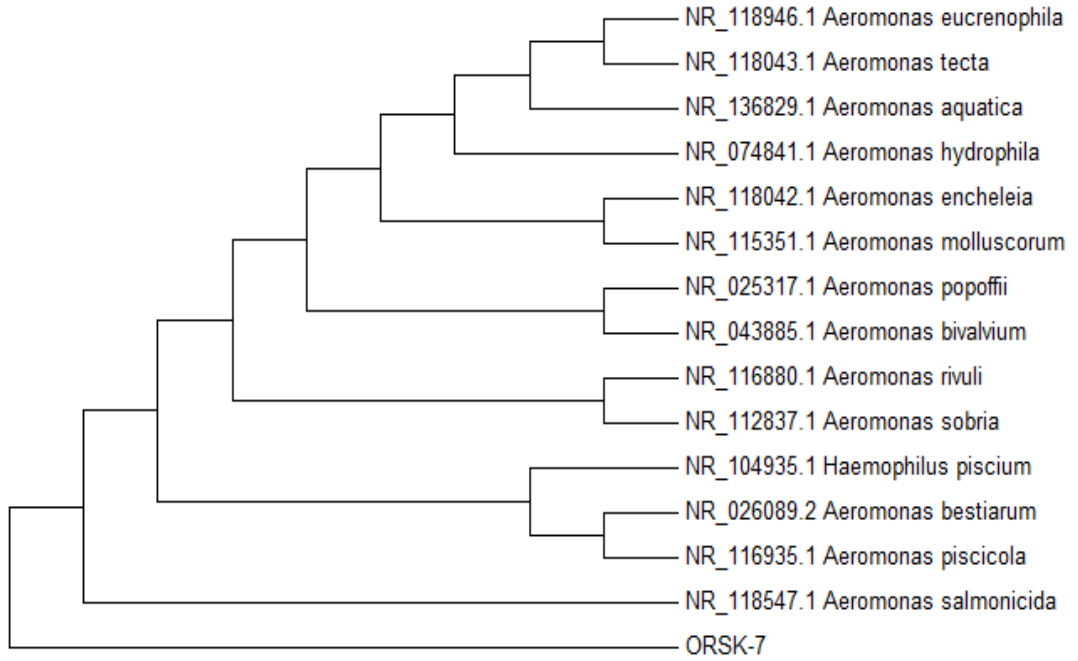 NR_118946.1 Aeromonas eucrenophila
NR_118043.1 Aeromonas tecta
NR_136829.1 Aeromonas aquatica
NR_074841.1 Aeromonas hydrophila
NR_118042.1 Aeromonas encheleia
NR_115351.1 Aeromonas molluscorum
NR_025317.1 Aeromonas popoffii
NR_043885.1 Aeromonas bivalvium
NR_116880.1 Aeromonas rivuli
NR_112837.1 Aeromonas sobria
NR_104935.1 Haemophilus piscium
NR_026089.2 Aeromonas bestiarum
NR_116935.1 Aeromonas piscicola
NR_118547.1 Aeromonas salmonicida
ORSK-7